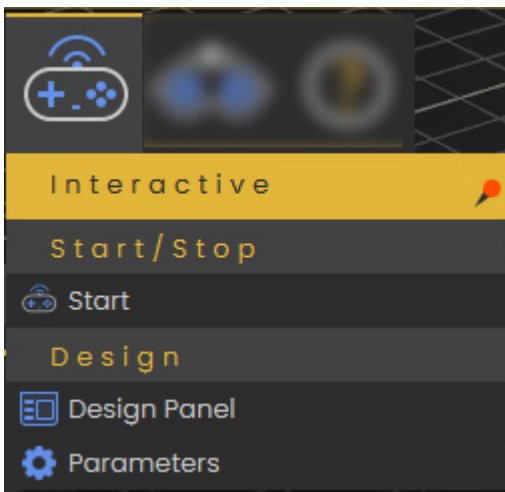 Interactive
Start/Stop
Start
Design
Design Panel
Parameters